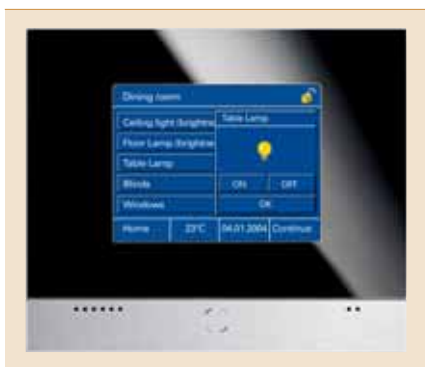 Dining room
Ceiling light (brightne
Table Lamp
Floor Lamp (brightne
Table Lamp
Blinds
ON OFF
Windows
OK
Home 23°C 04.01.2004 Continue